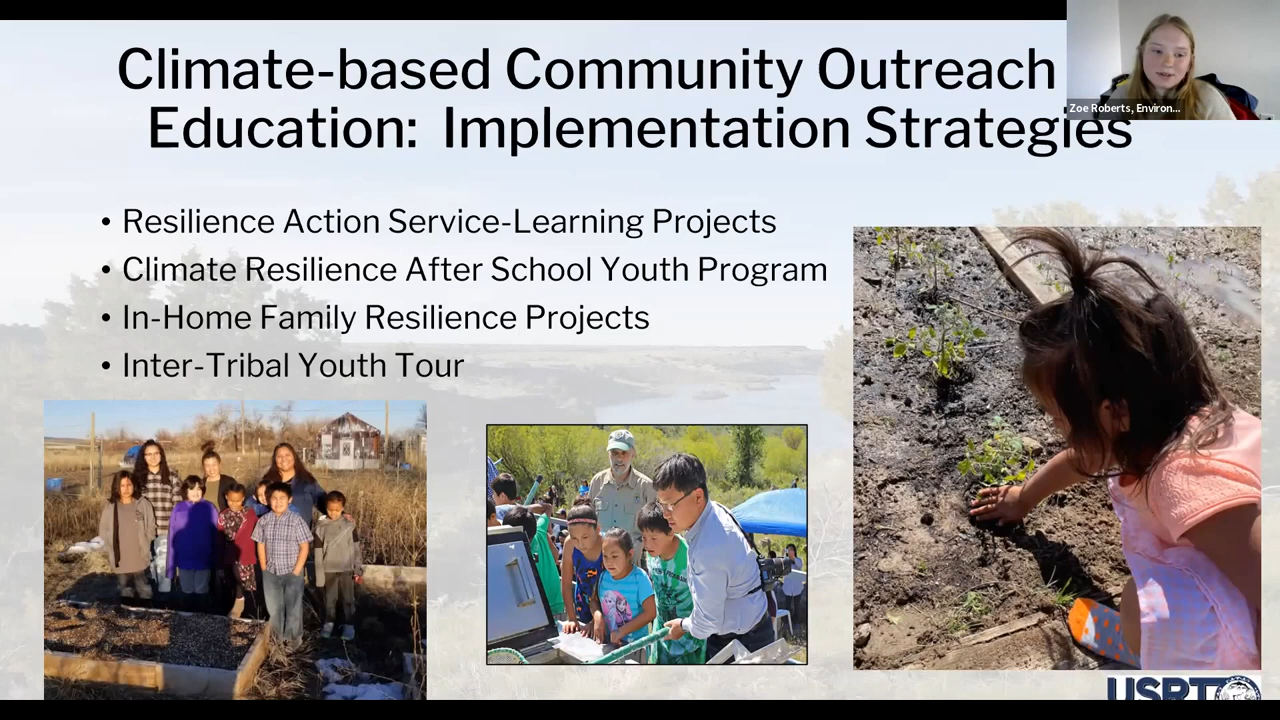 Climate-based Community Outreach
Education: Implementation Strategies
Zoe Roberts, Environ...
• Resilience Action Service-Learning Projects
• Climate Resilience After School Youth Program
• In-Home Family Resilience Projects
• Inter-Tribal Youth Tour
USRT